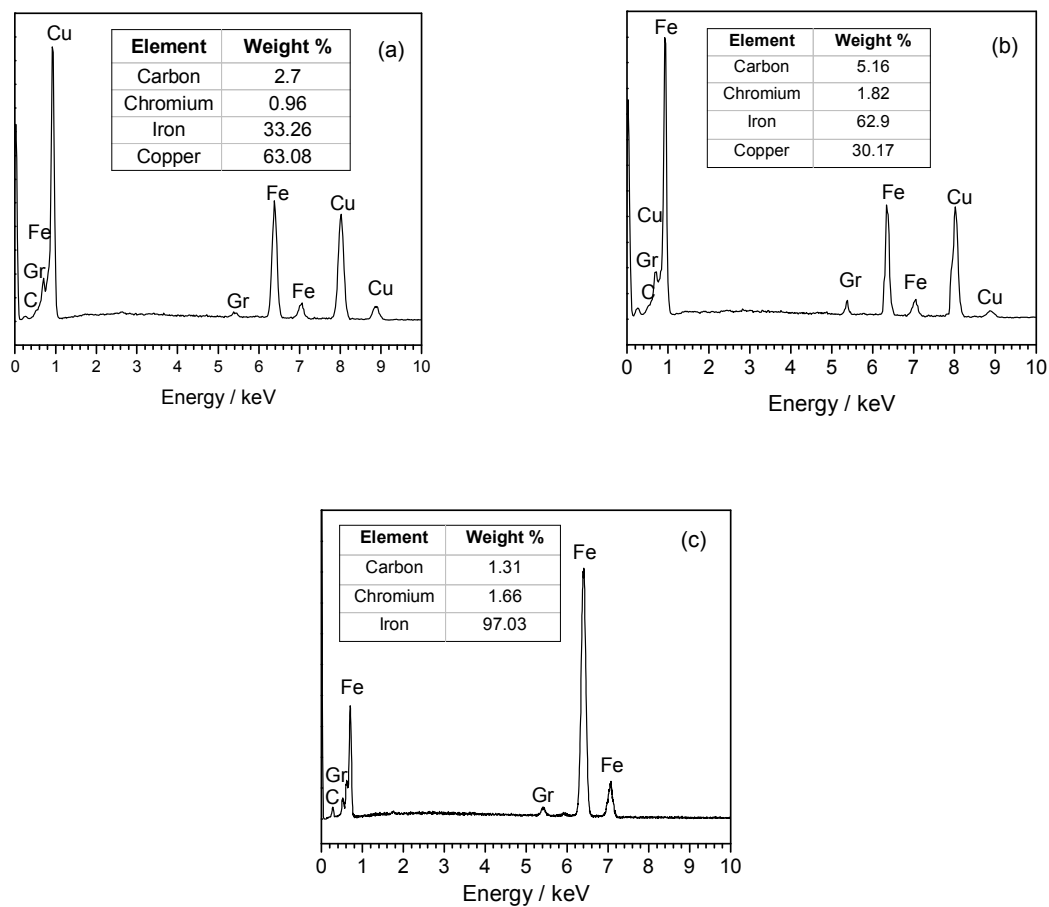 (a)
Element Weight %
Carbon 2.7
Chromium 0.96
Iron 33.26
Copper 63.08
Cu
Fe
Gr
C
Gr
Fe
Fe
Cu
Cu
0 1 2 3 4 5 6 7 8 9 10
Energy / keV
(b)
Element Weight %
Carbon 5.16
Chromium 1.82
Iron 62.9
Copper 30.17
Fe
Cu
Gr
C
Gr
Fe
Fe
Cu
Cu
0 1 2 3 4 5 6 7 8 9 10
Energy / keV
(c)
Element Weight %
Carbon 1.31
Chromium 1.66
Iron 97.03
Fe
Gr
C
Gr
Fe
Fe
0 1 2 3 4 5 6 7 8 9 10
Energy / keV